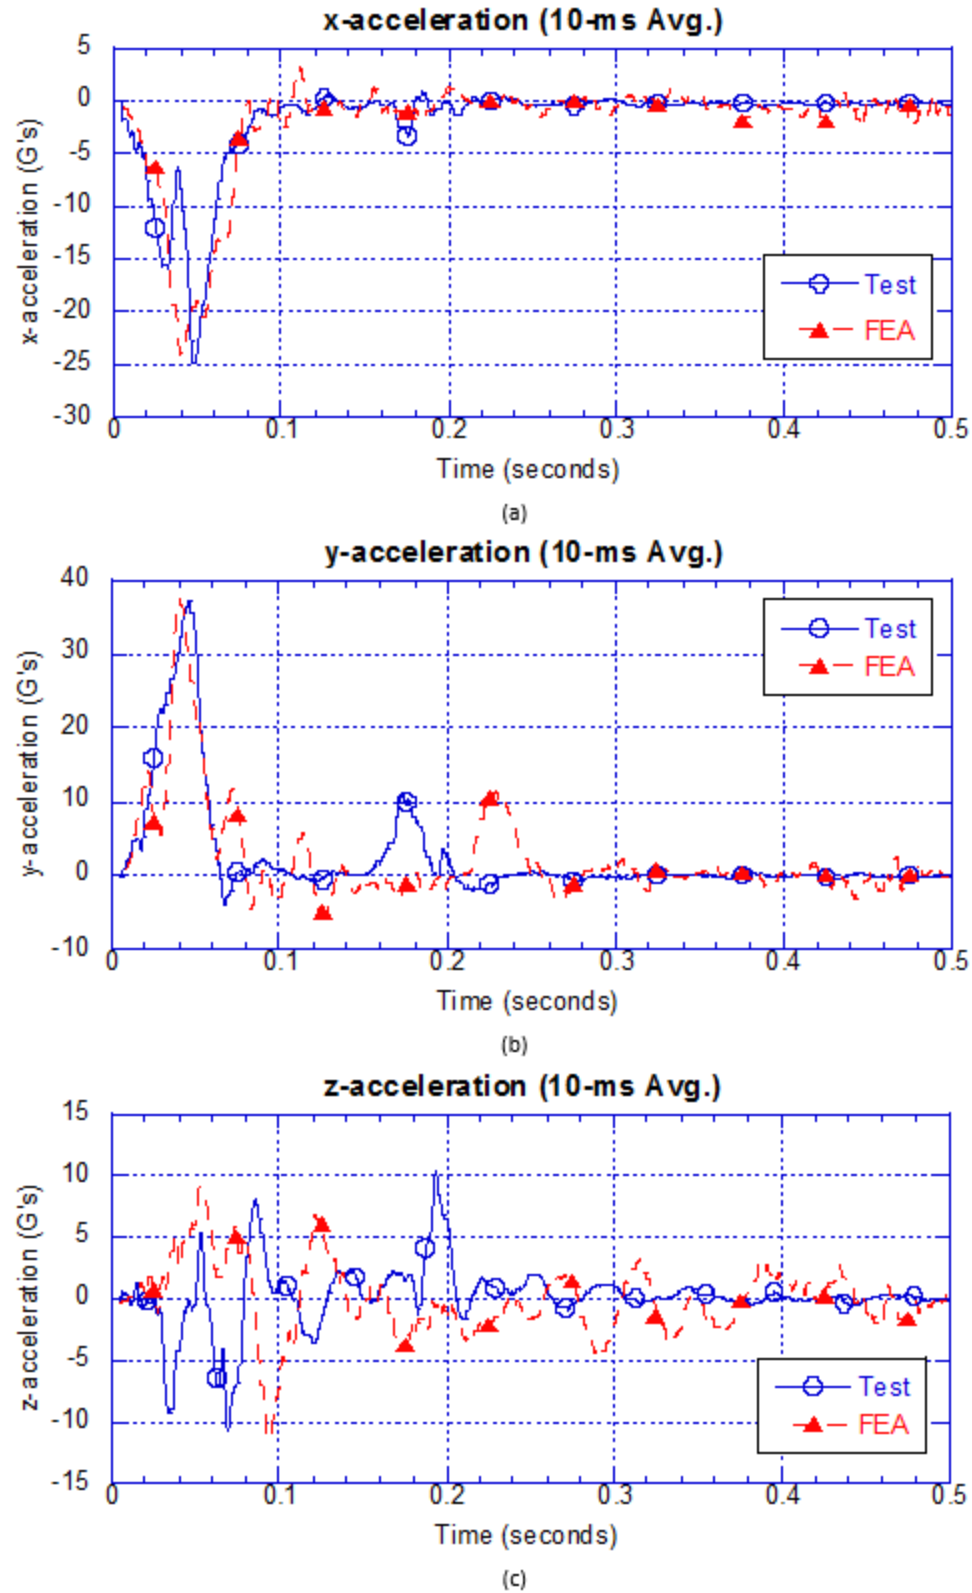 x-acceleration (10-ms Avg.)
5
0
-5
-10
-15
-20
-25
-30
x-acceleration (G's)
Test
FEA
0 0.1 0.2 0.3 0.4 0.5
Time (seconds)
(a)
y-acceleration (10-ms Avg.)
40
30
20
10
0
-10
y-acceleration (G's)
Test
FEA
0 0.1 0.2 0.3 0.4 0.5
Time (seconds)
(b)
z-acceleration (10-ms Avg.)
15
10
5
0
-5
-10
-15
z-acceleration (G's)
Test
FEA
0 0.1 0.2 0.3 0.4 0.5
Time (seconds)
(c)